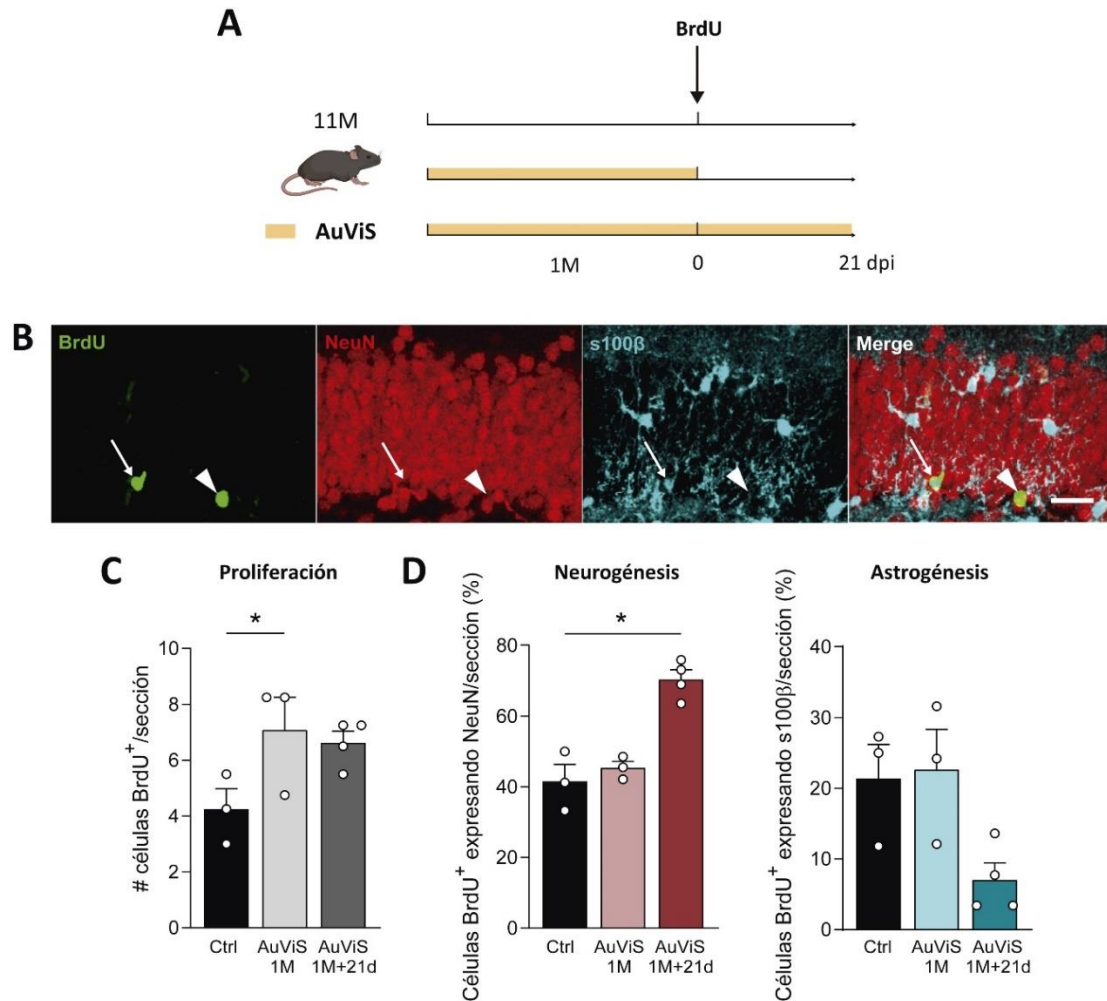 A
BrdU
11M
AuViS
1M
0
21 dpi
B
BrdU
NeuN
s100β
Merge
C
Proliferación
*
# células BrdU⁺/sección
10
8
6
4
2
0
Ctrl
AuViS
1M
AuViS
1M+21d
D
Neurogénesis
*
Células BrdU⁺ expresando NeuN/sección (%)
80
60
40
20
0
Ctrl
AuViS
1M
AuViS
1M+21d
Astrogénesis
Células BrdU⁺ expresando s100β/sección (%)
40
30
20
10
0
Ctrl
AuViS
1M
AuViS
1M+21d